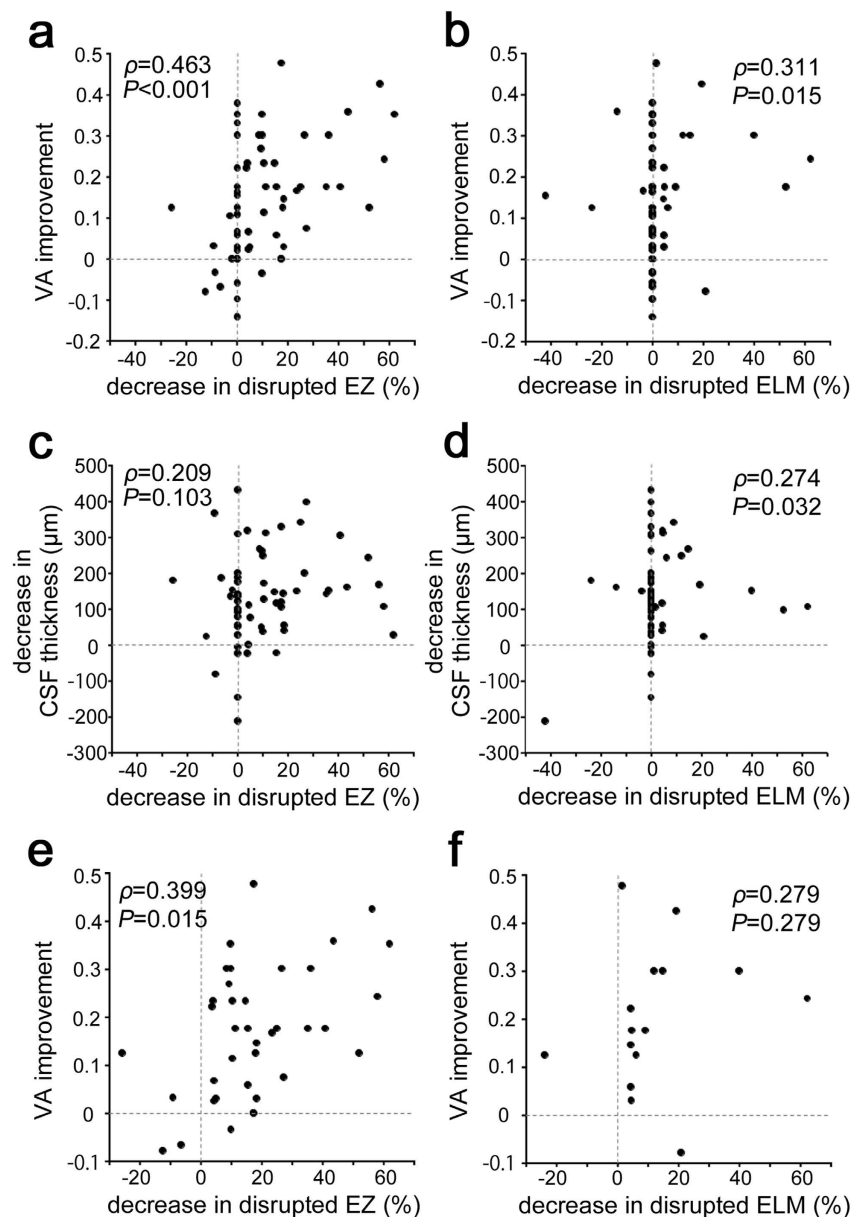 a
ρ=0.463
P<0.001
VA improvement
0.5
0.4
0.3
0.2
0.1
0
-0.1
-0.2
-40 -20 0 20 40 60
decrease in disrupted EZ (%)
b
ρ=0.311
P=0.015
VA improvement
0.5
0.4
0.3
0.2
0.1
0
-0.1
-0.2
-40 -20 0 20 40 60
decrease in disrupted ELM (%)
c
ρ=0.209
P=0.103
decrease in
CSF thickness (µm)
500
400
300
200
100
0
-100
-200
-300
-40 -20 0 20 40 60
decrease in disrupted EZ (%)
d
ρ=0.274
P=0.032
decrease in
CSF thickness (µm)
500
400
300
200
100
0
-100
-200
-300
-40 -20 0 20 40 60
decrease in disrupted ELM (%)
e
ρ=0.399
P=0.015
VA improvement
0.5
0.4
0.3
0.2
0.1
0
-0.1
-40 -20 0 20 40 60
decrease in disrupted EZ (%)
f
ρ=0.279
P=0.279
VA improvement
0.5
0.4
0.3
0.2
0.1
0
-0.1
-40 -20 0 20 40 60
decrease in disrupted ELM (%)